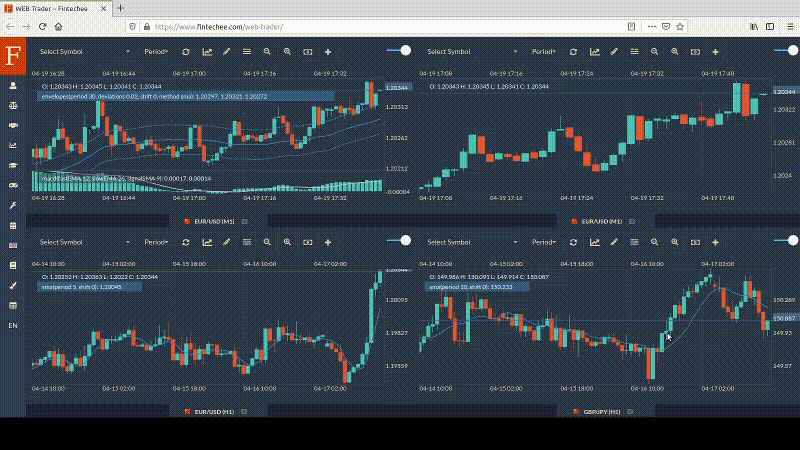 WEB Trader – Fintechee
https://www.fintechee.com/web-trader/
F
EN
Select Symbol Period
04-19 16:28 04-19 16:44 04-19 17:00 04-19 17:16 04-19 17:32
O: 1.20343 H: 1.20345 L: 1.20341 C: 1.20344
envelopes(period 30, deviations 0.02, shift 0, method sma): 1.20297, 1.20321, 1.20272
1.20344
1.20313
1.20262
1.20212
macd(fastEMA 12, slowEMA 26, signalSMA 9): 0.00017, 0.00014
-0.00004
04-19 16:28 04-19 16:44 04-19 17:00 04-19 17:16 04-19 17:32
EUR/USD (M1)
Select Symbol Period
04-19 17:08 04-19 17:16 04-19 17:24 04-19 17:32 04-19 17:40
O: 1.20343 H: 1.20345 L: 1.20341 C: 1.20344
1.20344
1.20322
1.20281
1.2024
04-19 17:08 04-19 17:16 04-19 17:24 04-19 17:32 04-19 17:40
EUR/USD (M1)
Select Symbol Period
04-14 10:00 04-15 02:00 04-15 18:00 04-16 10:00 04-17 02:00
O: 1.20252 H: 1.20363 L: 1.2022 C: 1.20344
sma(period 5, shift 0): 1.20045
1.20344
1.20095
1.19827
1.19559
04-14 10:00 04-15 02:00 04-15 18:00 04-16 10:00 04-17 02:00
EUR/USD (H1)
Select Symbol Period
04-14 10:00 04-15 02:00 04-15 18:00 04-16 10:00 04-17 02:00
O: 149.986 H: 150.091 L: 149.914 C: 150.087
sma(period 10, shift 0): 150.233
150.289
150.087
149.93
149.57
04-14 10:00 04-15 02:00 04-15 18:00 04-16 10:00 04-17 02:00
GBP/JPY (H1)